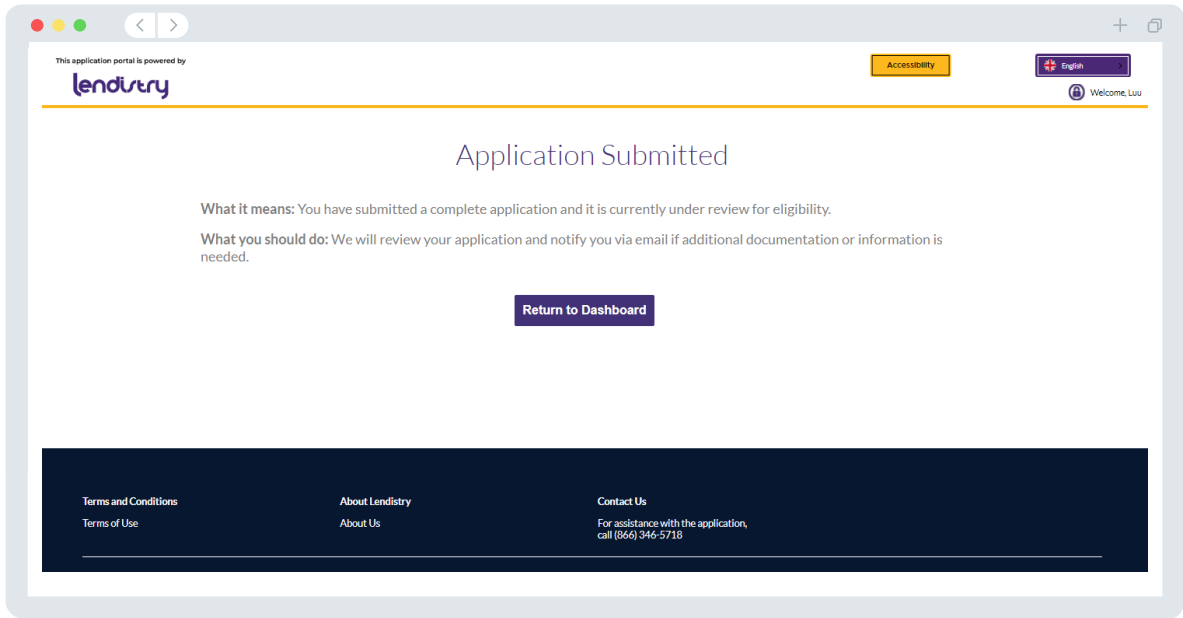 This application portal is powered by
lendistry
Accessibility
English
Welcome, Luu
Application Submitted
What it means: You have submitted a complete application and it is currently under review for eligibility.
What you should do: We will review your application and notify you via email if additional documentation or information is
needed.
Return to Dashboard
Terms and Conditions
Terms of Use
About Lendistry
About Us
Contact Us
For assistance with the application,
call (866) 346-5718